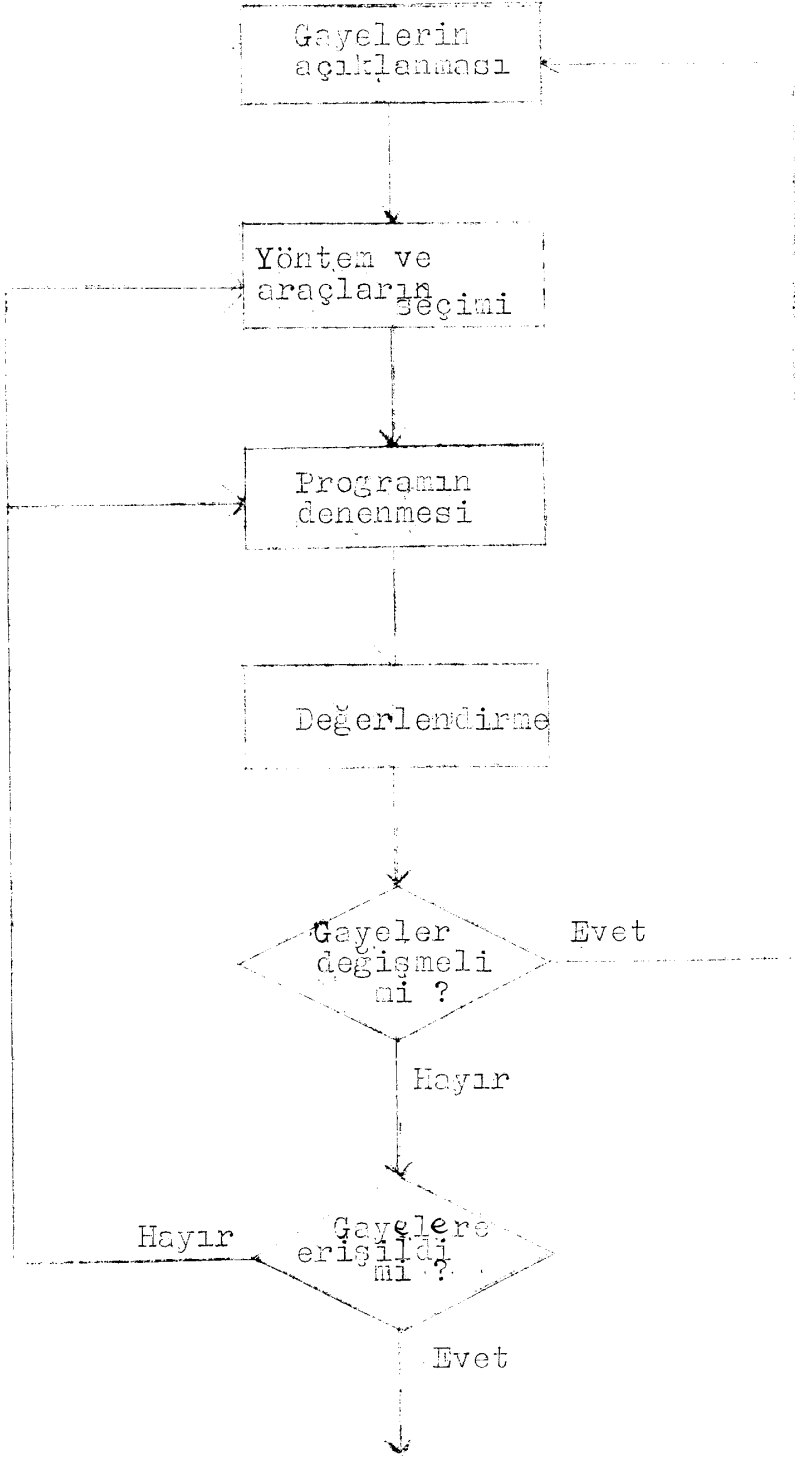 Gayelerin
açıklanması
Yöntem ve
araçların
seçimi
Programın
denenmesi
Değerlendirme
Gayeler
değişmeli
mi ?
Evet
Hayır
Gayelere
erişildi
mi ?
Hayır
Evet